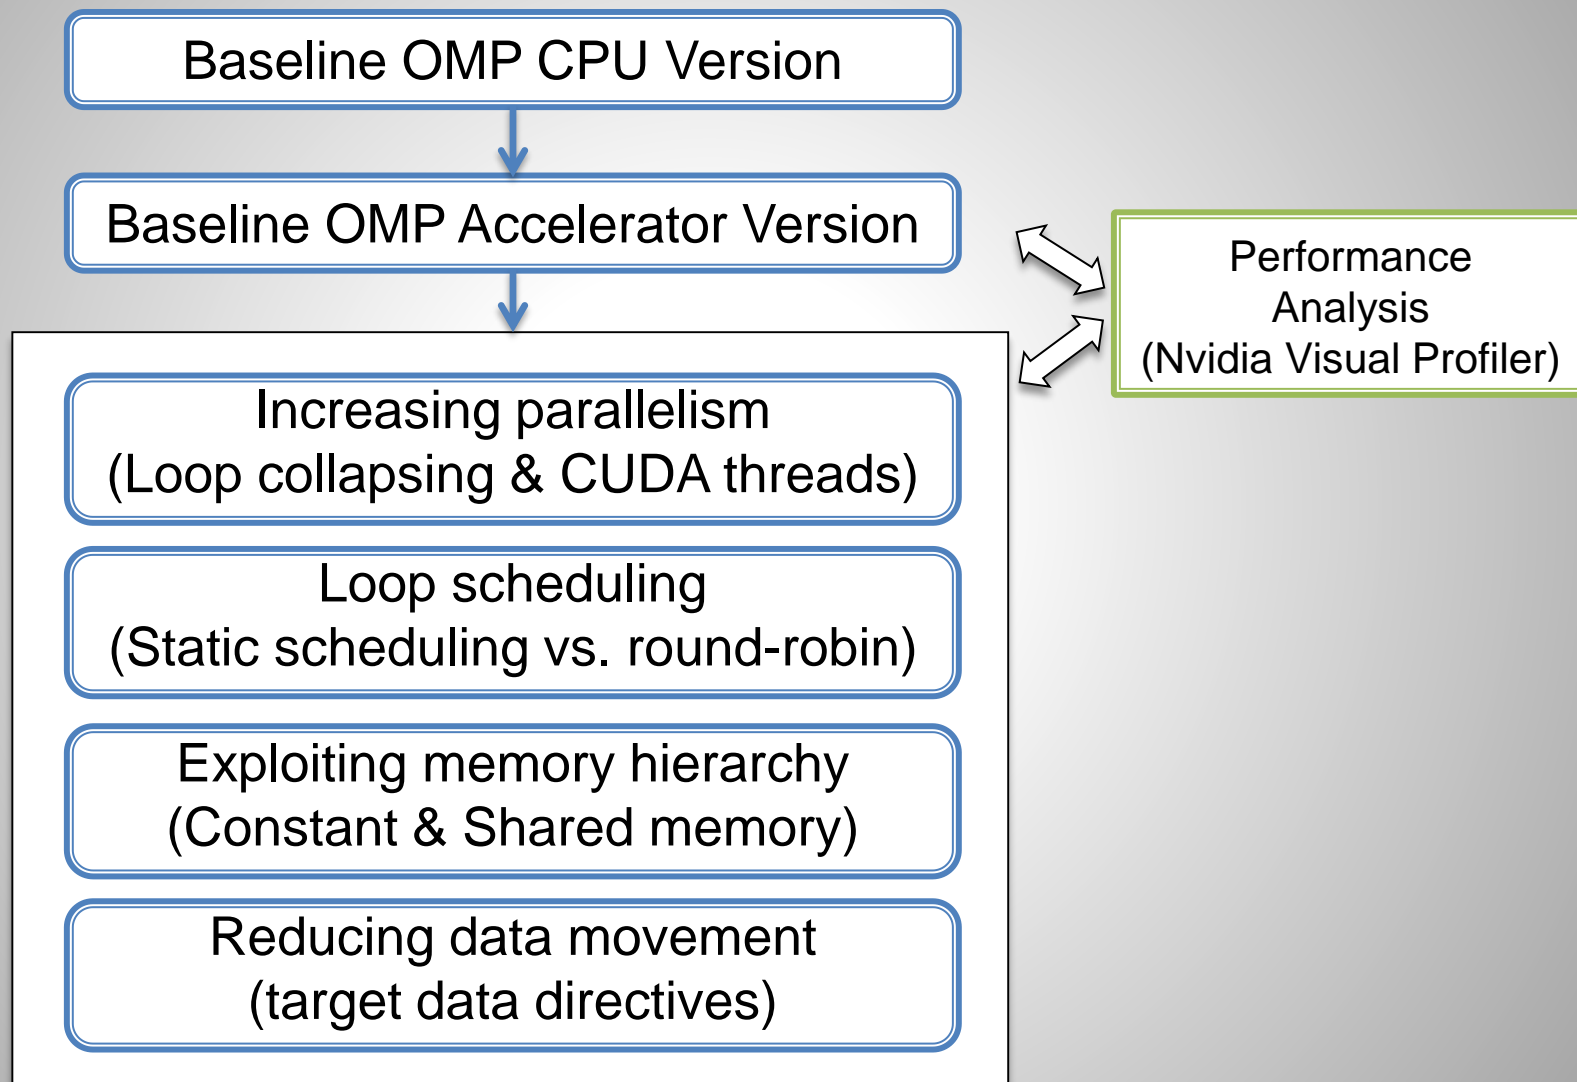 Baseline OMP CPU Version
Baseline OMP Accelerator Version
Performance
Analysis
(Nvidia Visual Profiler)
Increasing parallelism
(Loop collapsing & CUDA threads)
Loop scheduling
(Static scheduling vs. round-robin)
Exploiting memory hierarchy
(Constant & Shared memory)
Reducing data movement
(target data directives)